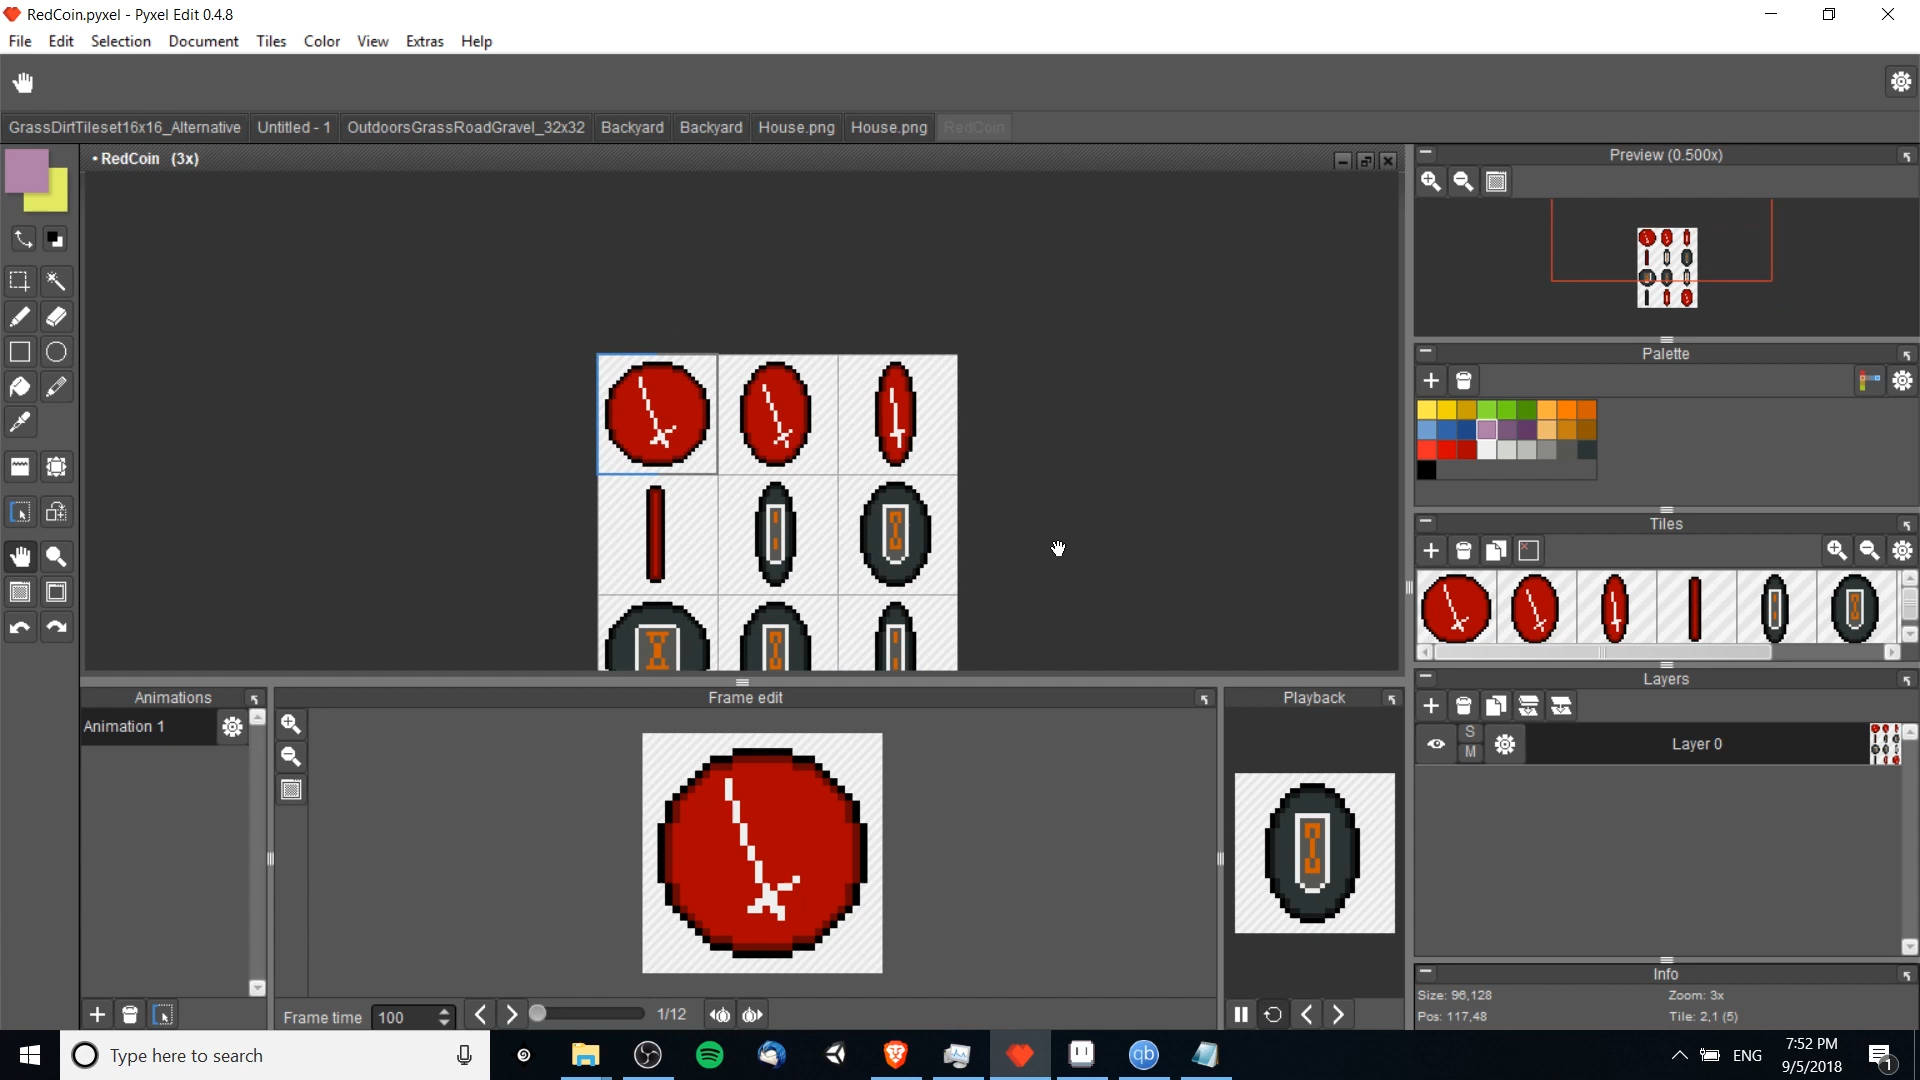 RedCoin.pyxel - Pyxel Edit 0.4.8
File Edit Selection Document Tiles Color View Extras Help
GrassDirtTileset16x16_Alternative Untitled - 1 OutdoorsGrassRoadGravel_32x32 Backyard Backyard House.png House.png RedCoin
• RedCoin (3x)
Preview (0.500x)
Palette
Tiles
Layers
S
M
Layer 0
Animations
Animation 1
Frame edit
Playback
Frame time 100
1/12
Info
Size: 96,128 Zoom: 3x
Pos: 117,48 Tile: 2,1 (5)
Type here to search
qb
ENG
7:52 PM
9/5/2018
1